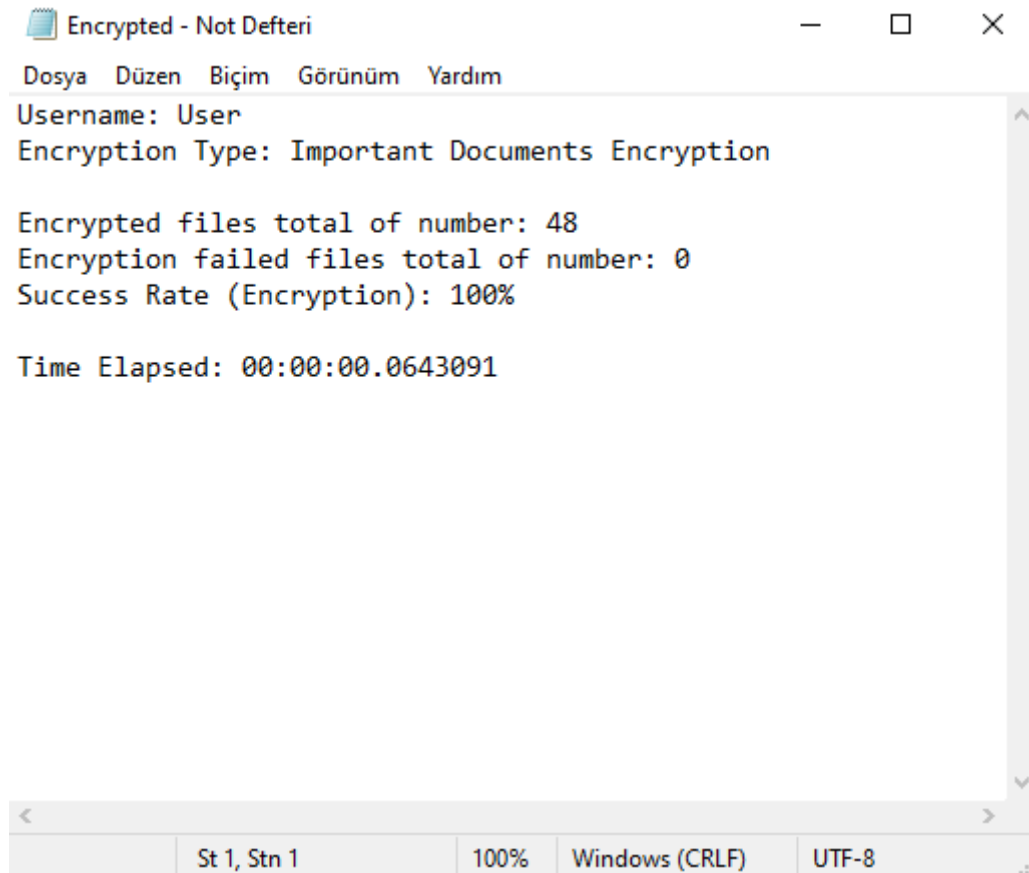 Encrypted - Not Defteri
Dosya Düzen Biçim Görünüm Yardım
Username: User
Encryption Type: Important Documents Encryption
Encrypted files total of number: 48
Encryption failed files total of number: 0
Success Rate (Encryption): 100%
Time Elapsed: 00:00:00.0643091
St 1, Stn 1 100% Windows (CRLF) UTF-8